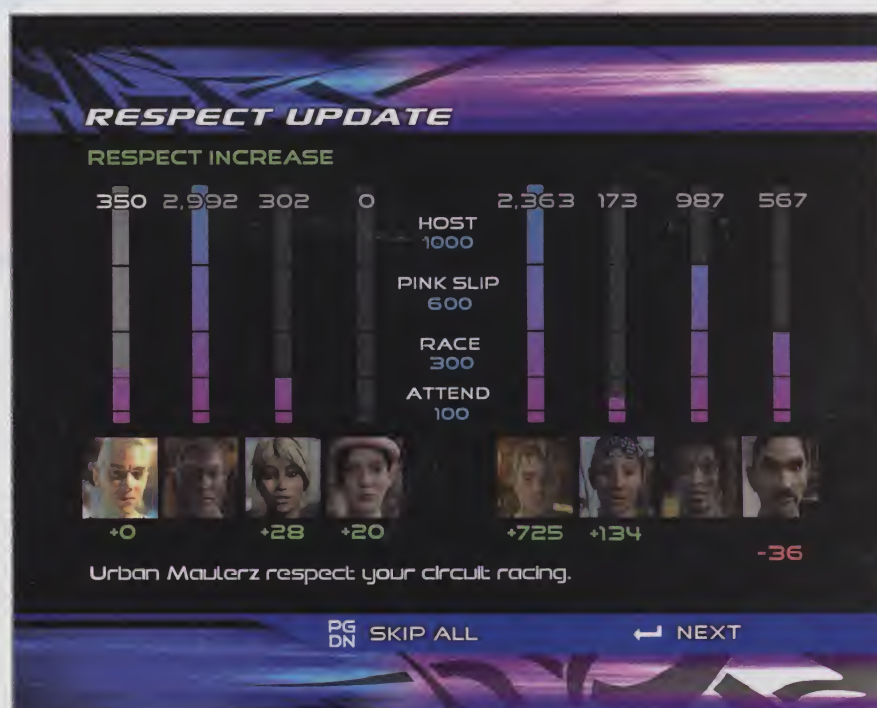 RESPECT UPDATE
RESPECT INCREASE
350 2,992 302 0 2,363 173 987 567
HOST
1000
PINK SLIP
600
RACE
300
ATTEND
100
+0 +28 +20 +725 +134 -36
Urban Maulerz respect your circuit racing.
PG DN SKIP ALL NEXT